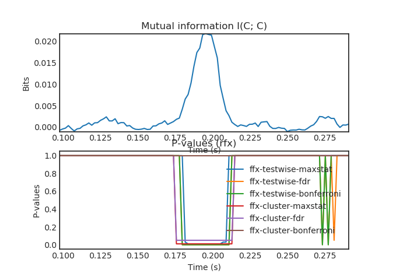 Mutual information I(C; C)
0.020
0.015
0.010
0.005
0.000
Bits
0.100 0.125 0.150 0.175 0.200 0.225 0.250 0.275
Time (s)
P-values (rfx)
1.0
0.8
0.6
0.4
0.2
0.0
P-values
ffx-testwise-maxstat
ffx-testwise-fdr
ffx-testwise-bonferroni
ffx-cluster-maxstat
ffx-cluster-fdr
ffx-cluster-bonferroni
0.100 0.125 0.150 0.175 0.200 0.225 0.250 0.275
Time (s)